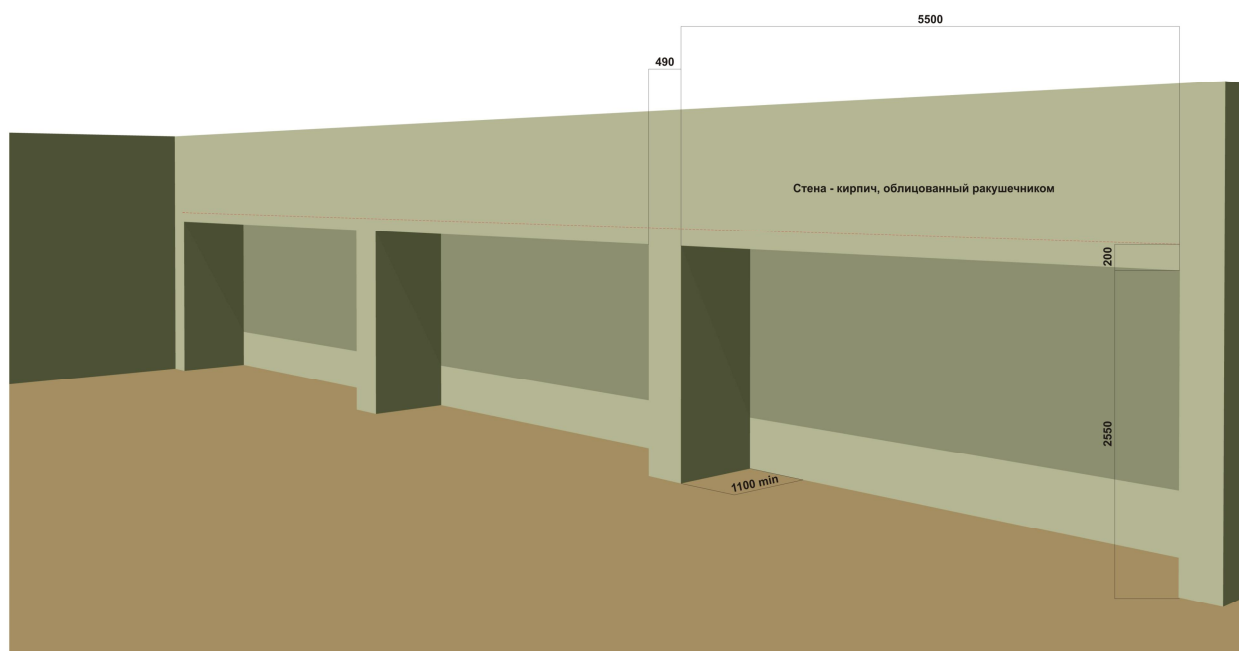 5500
490
Стена - кирпич, облицованный ракушечником
200
2550
1100 min